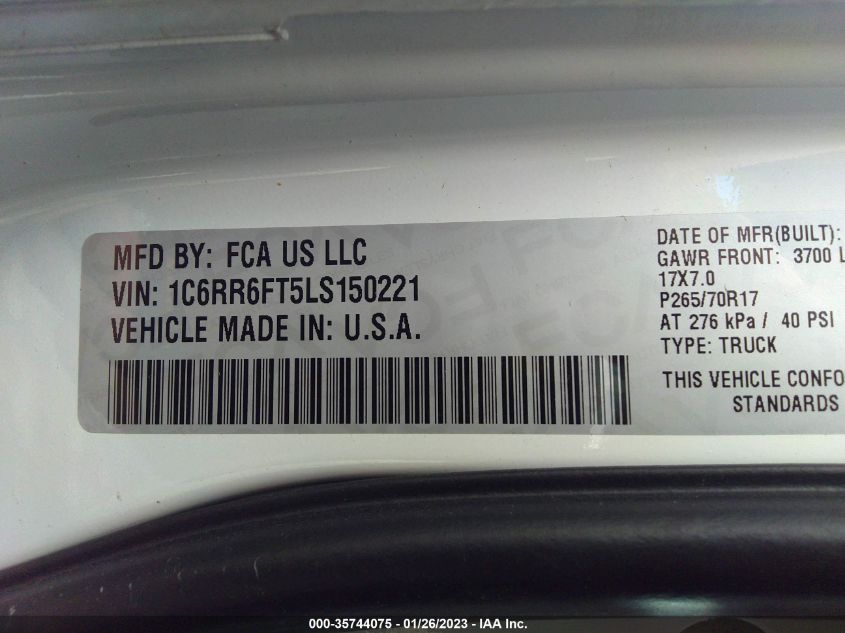 MFD BY: FCA US LLC
VIN: 1C6RR6FT5LS150221
VEHICLE MADE IN: U.S.A.
DATE OF MFR(BUILT):
GAWR FRONT: 3700 L
17X7.0
P265/70R17
AT 276 kPa / 40 PSI
TYPE: TRUCK
THIS VEHICLE CONFO
STANDARDS
000-35744075 - 01/26/2023 - IAA Inc.